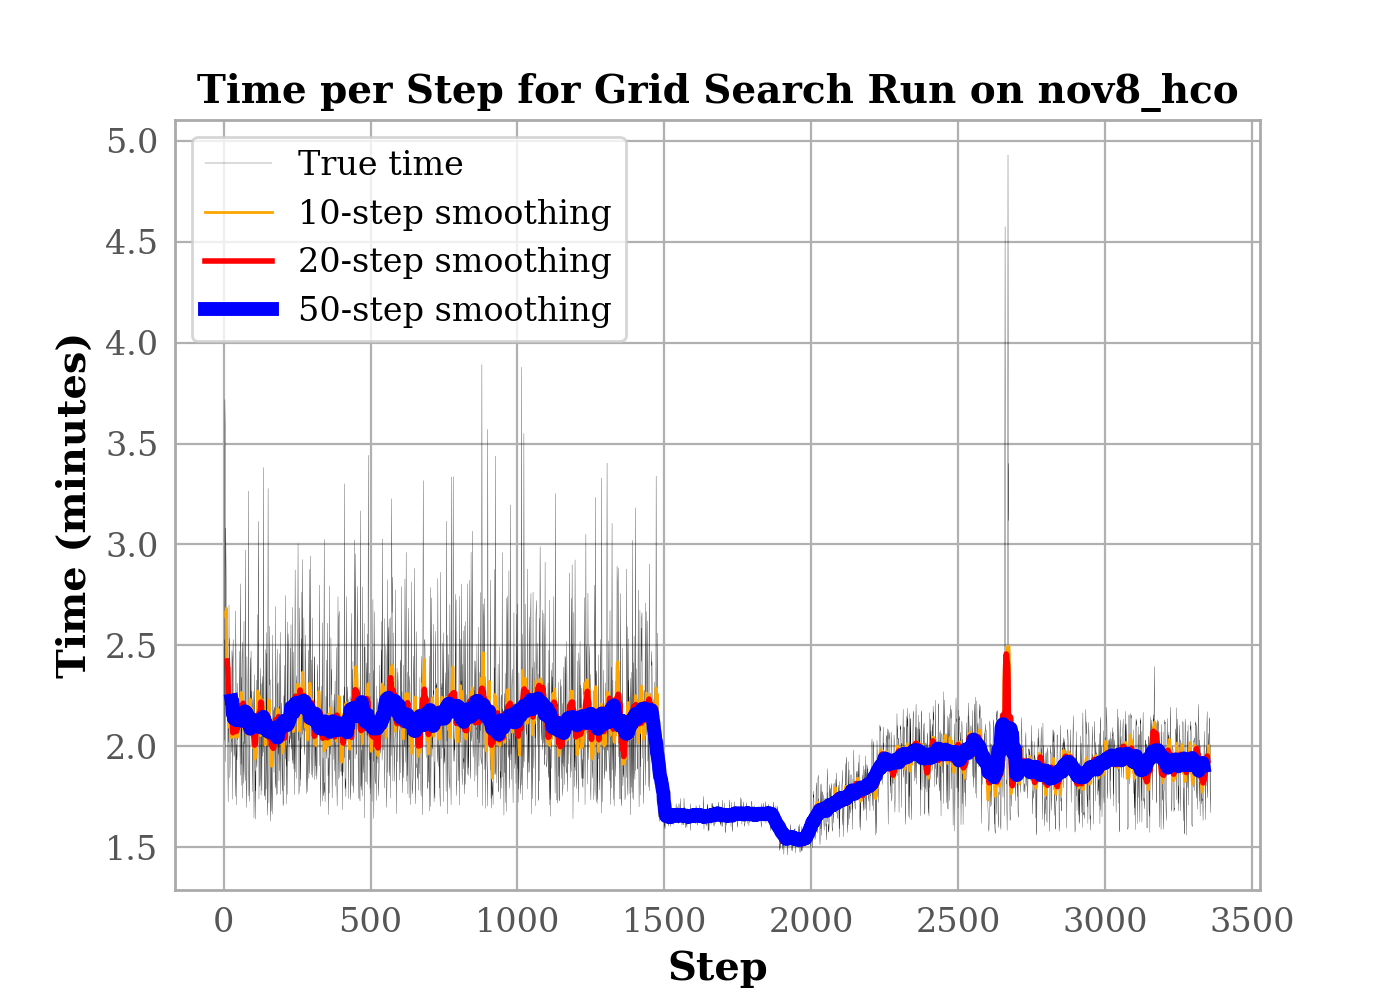 Time per Step for Grid Search Run on nov8_hco
True time
10-step smoothing
20-step smoothing
50-step smoothing
Time (minutes)
5.0
4.5
4.0
3.5
3.0
2.5
2.0
1.5
0 500 1000 1500 2000 2500 3000 3500
Step